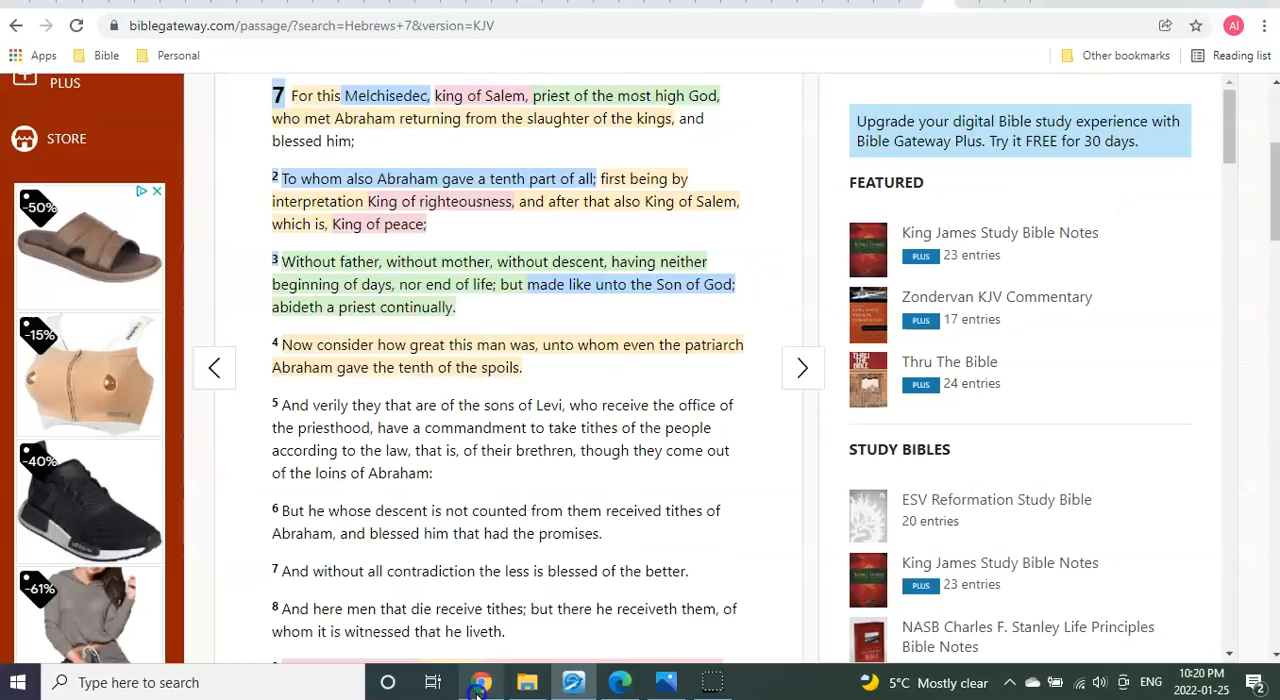 biblegateway.com/passage/?search=Hebrews+7&version=KJV
Al
Apps Bible Personal Other bookmarks Reading list
PLUS
STORE
-50%
-15%
-40%
-61%
7 For this Melchisedec, king of Salem, priest of the most high God,
who met Abraham returning from the slaughter of the kings, and
blessed him;
2 To whom also Abraham gave a tenth part of all; first being by
interpretation King of righteousness, and after that also King of Salem,
which is, King of peace;
3 Without father, without mother, without descent, having neither
beginning of days, nor end of life; but made like unto the Son of God;
abideth a priest continually.
4 Now consider how great this man was, unto whom even the patriarch
Abraham gave the tenth of the spoils.
5 And verily they that are of the sons of Levi, who receive the office of
the priesthood, have a commandment to take tithes of the people
according to the law, that is, of their brethren, though they come out
of the loins of Abraham:
6 But he whose descent is not counted from them received tithes of
Abraham, and blessed him that had the promises.
7 And without all contradiction the less is blessed of the better.
8 And here men that die receive tithes; but there he receiveth them, of
whom it is witnessed that he liveth.
Upgrade your digital Bible study experience with
Bible Gateway Plus. Try it FREE for 30 days.
FEATURED
King James Study Bible Notes
PLUS 23 entries
Zondervan KJV Commentary
PLUS 17 entries
Thru The Bible
PLUS 24 entries
STUDY BIBLES
ESV Reformation Study Bible
20 entries
King James Study Bible Notes
PLUS 23 entries
NASB Charles F. Stanley Life Principles
Bible Notes
Type here to search
5°C Mostly clear
ENG
10:20 PM
2022-01-25
2